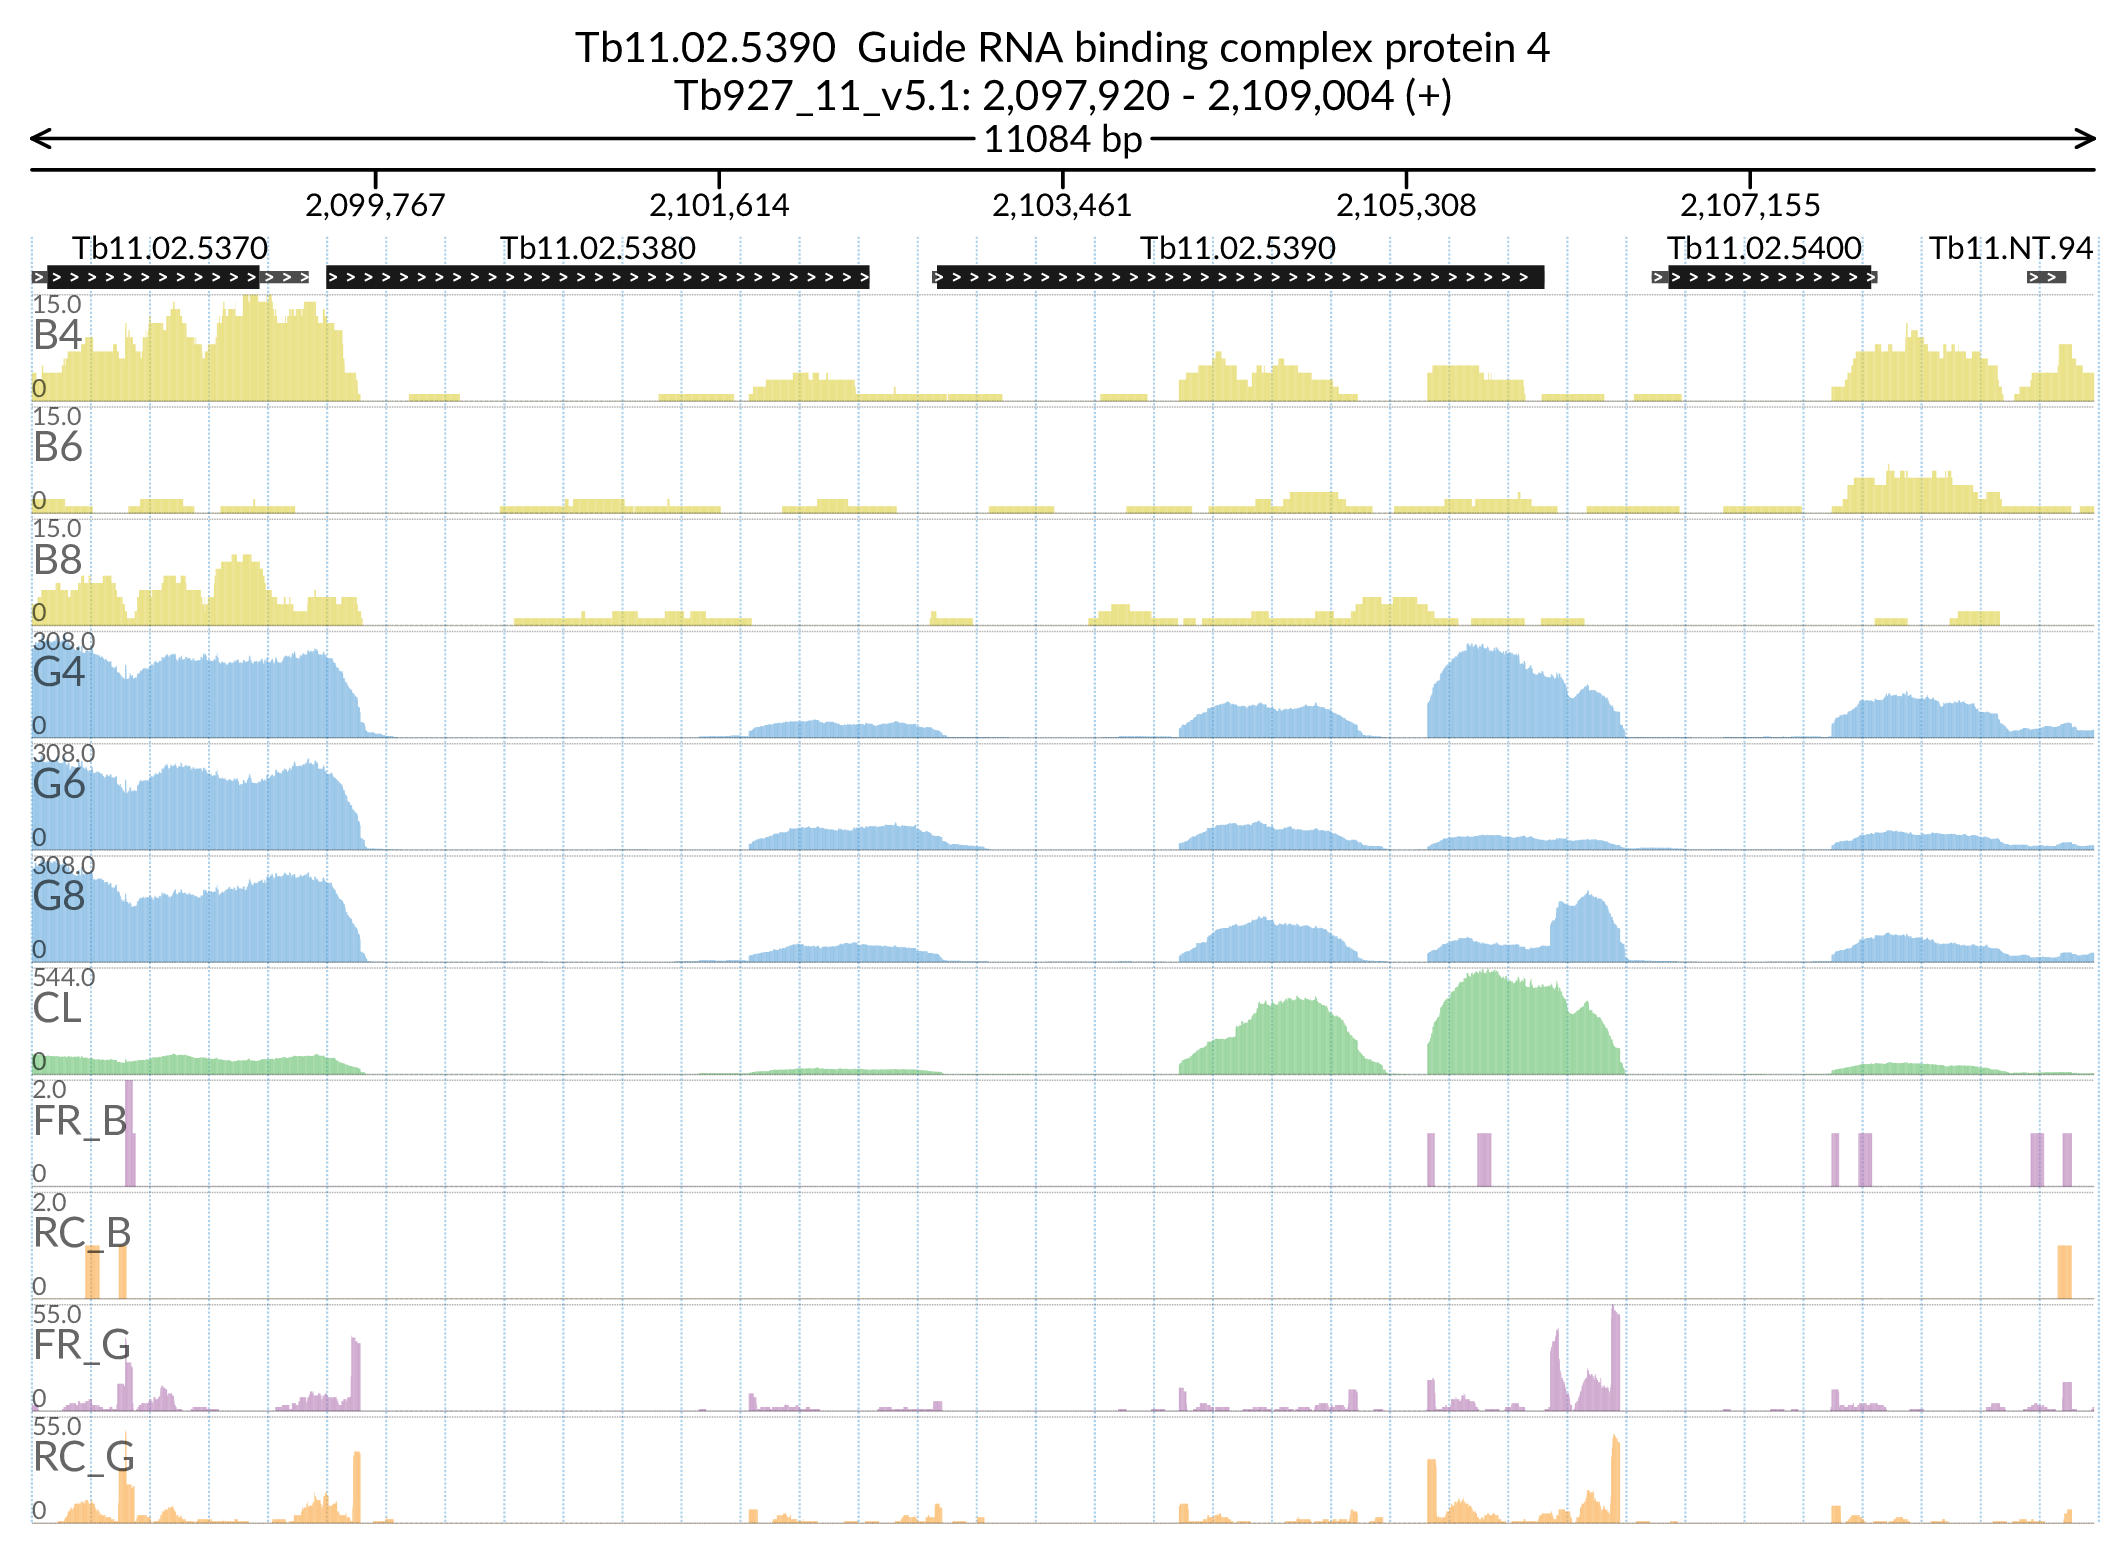 Tb11.02.5390  Guide RNA binding complex protein 4
Tb927_11_v5.1: 2,097,920 - 2,109,004 (+)
11084 bp
2,099,767 2,101,614 2,103,461 2,105,308 2,107,155
Tb11.02.5370 Tb11.02.5380 Tb11.02.5390 Tb11.02.5400 Tb11.NT.94
15.0
B4
0
15.0
B6
0
15.0
B8
0
308.0
G4
0
308.0
G6
0
308.0
G8
0
544.0
CL
0
2.0
FR_B
0
2.0
RC_B
0
55.0
FR_G
0
55.0
RC_G
0